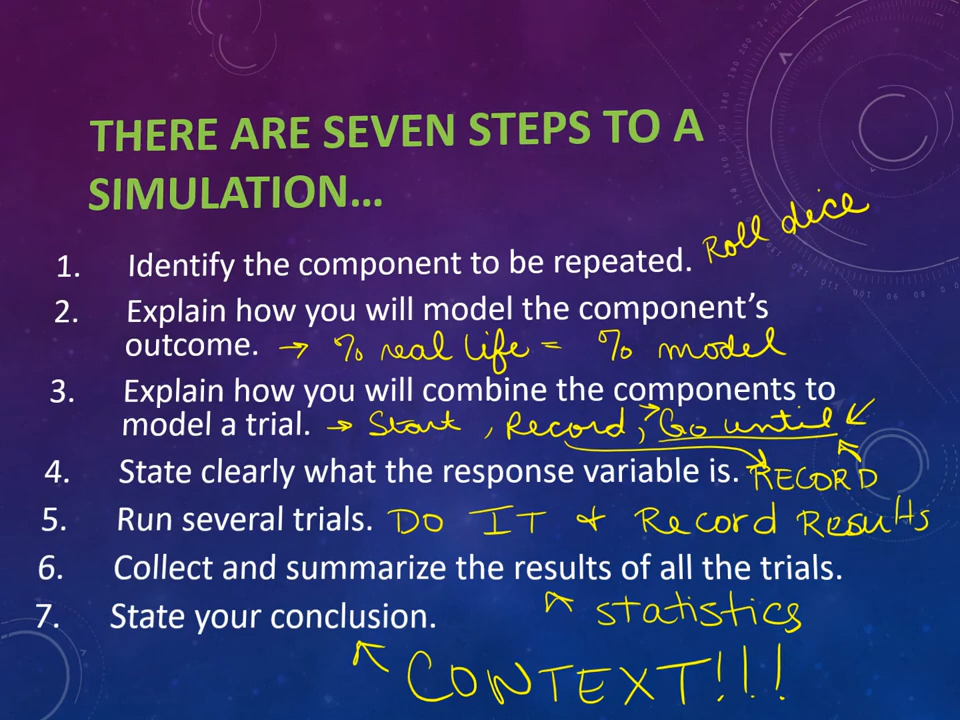 THERE ARE SEVEN STEPS TO A
SIMULATION...
1. Identify the component to be repeated. Roll dice
2. Explain how you will model the component's
outcome. → % real life = % model
3. Explain how you will combine the components to
model a trial. → Start, Record, Go until
4. State clearly what the response variable is. RECORD
5. Run several trials. DO IT & Record Results
6. Collect and summarize the results of all the trials.
7. State your conclusion. statistics
CONTEXT!!!